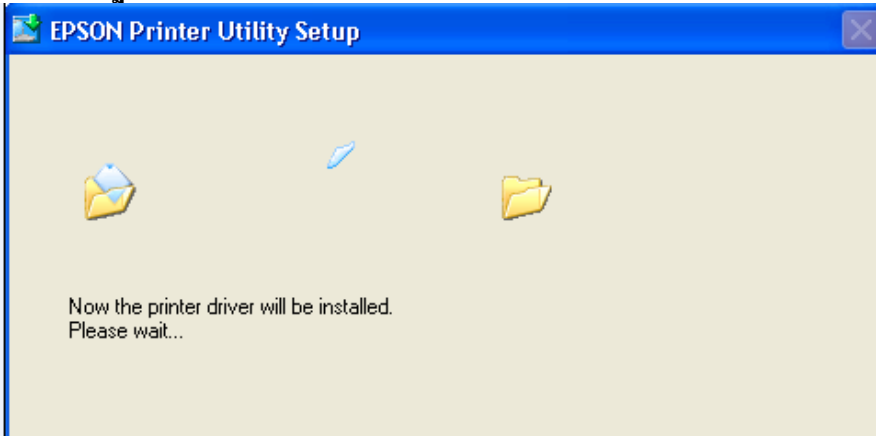 EPSON Printer Utility Setup
Now the printer driver will be installed.
Please wait...